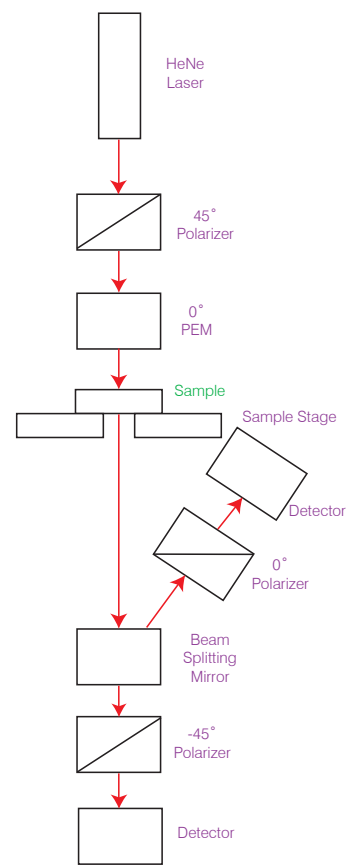 HeNe
Laser
45°
Polarizer
0°
PEM
Sample
Sample Stage
Detector
0°
Polarizer
Beam
Splitting
Mirror
-45°
Polarizer
Detector